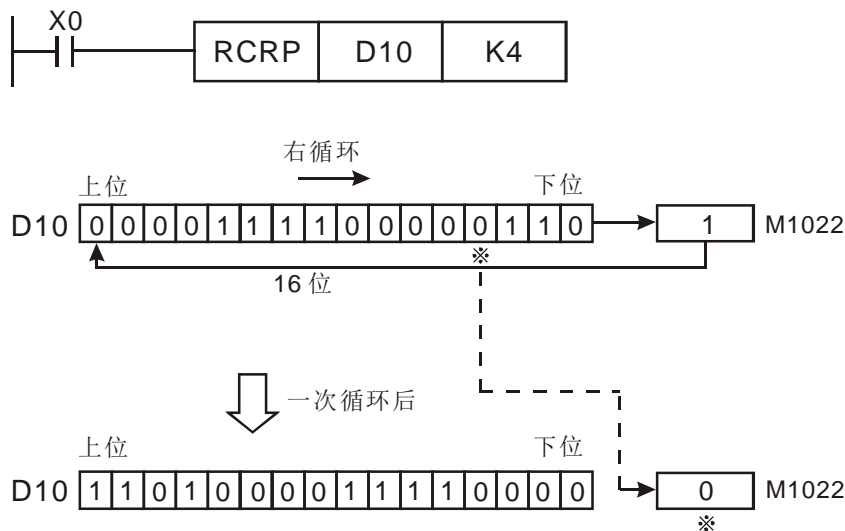 X0
RCRP D10 K4
右循环
上位 下位
D10 0 0 0 0 1 1 1 1 0 0 0 0 0 1 1 0 1 M1022
※
16 位
一次循环后
上位 下位
D10 1 1 0 1 0 0 0 0 1 1 1 1 0 0 0 0 0 M1022
※